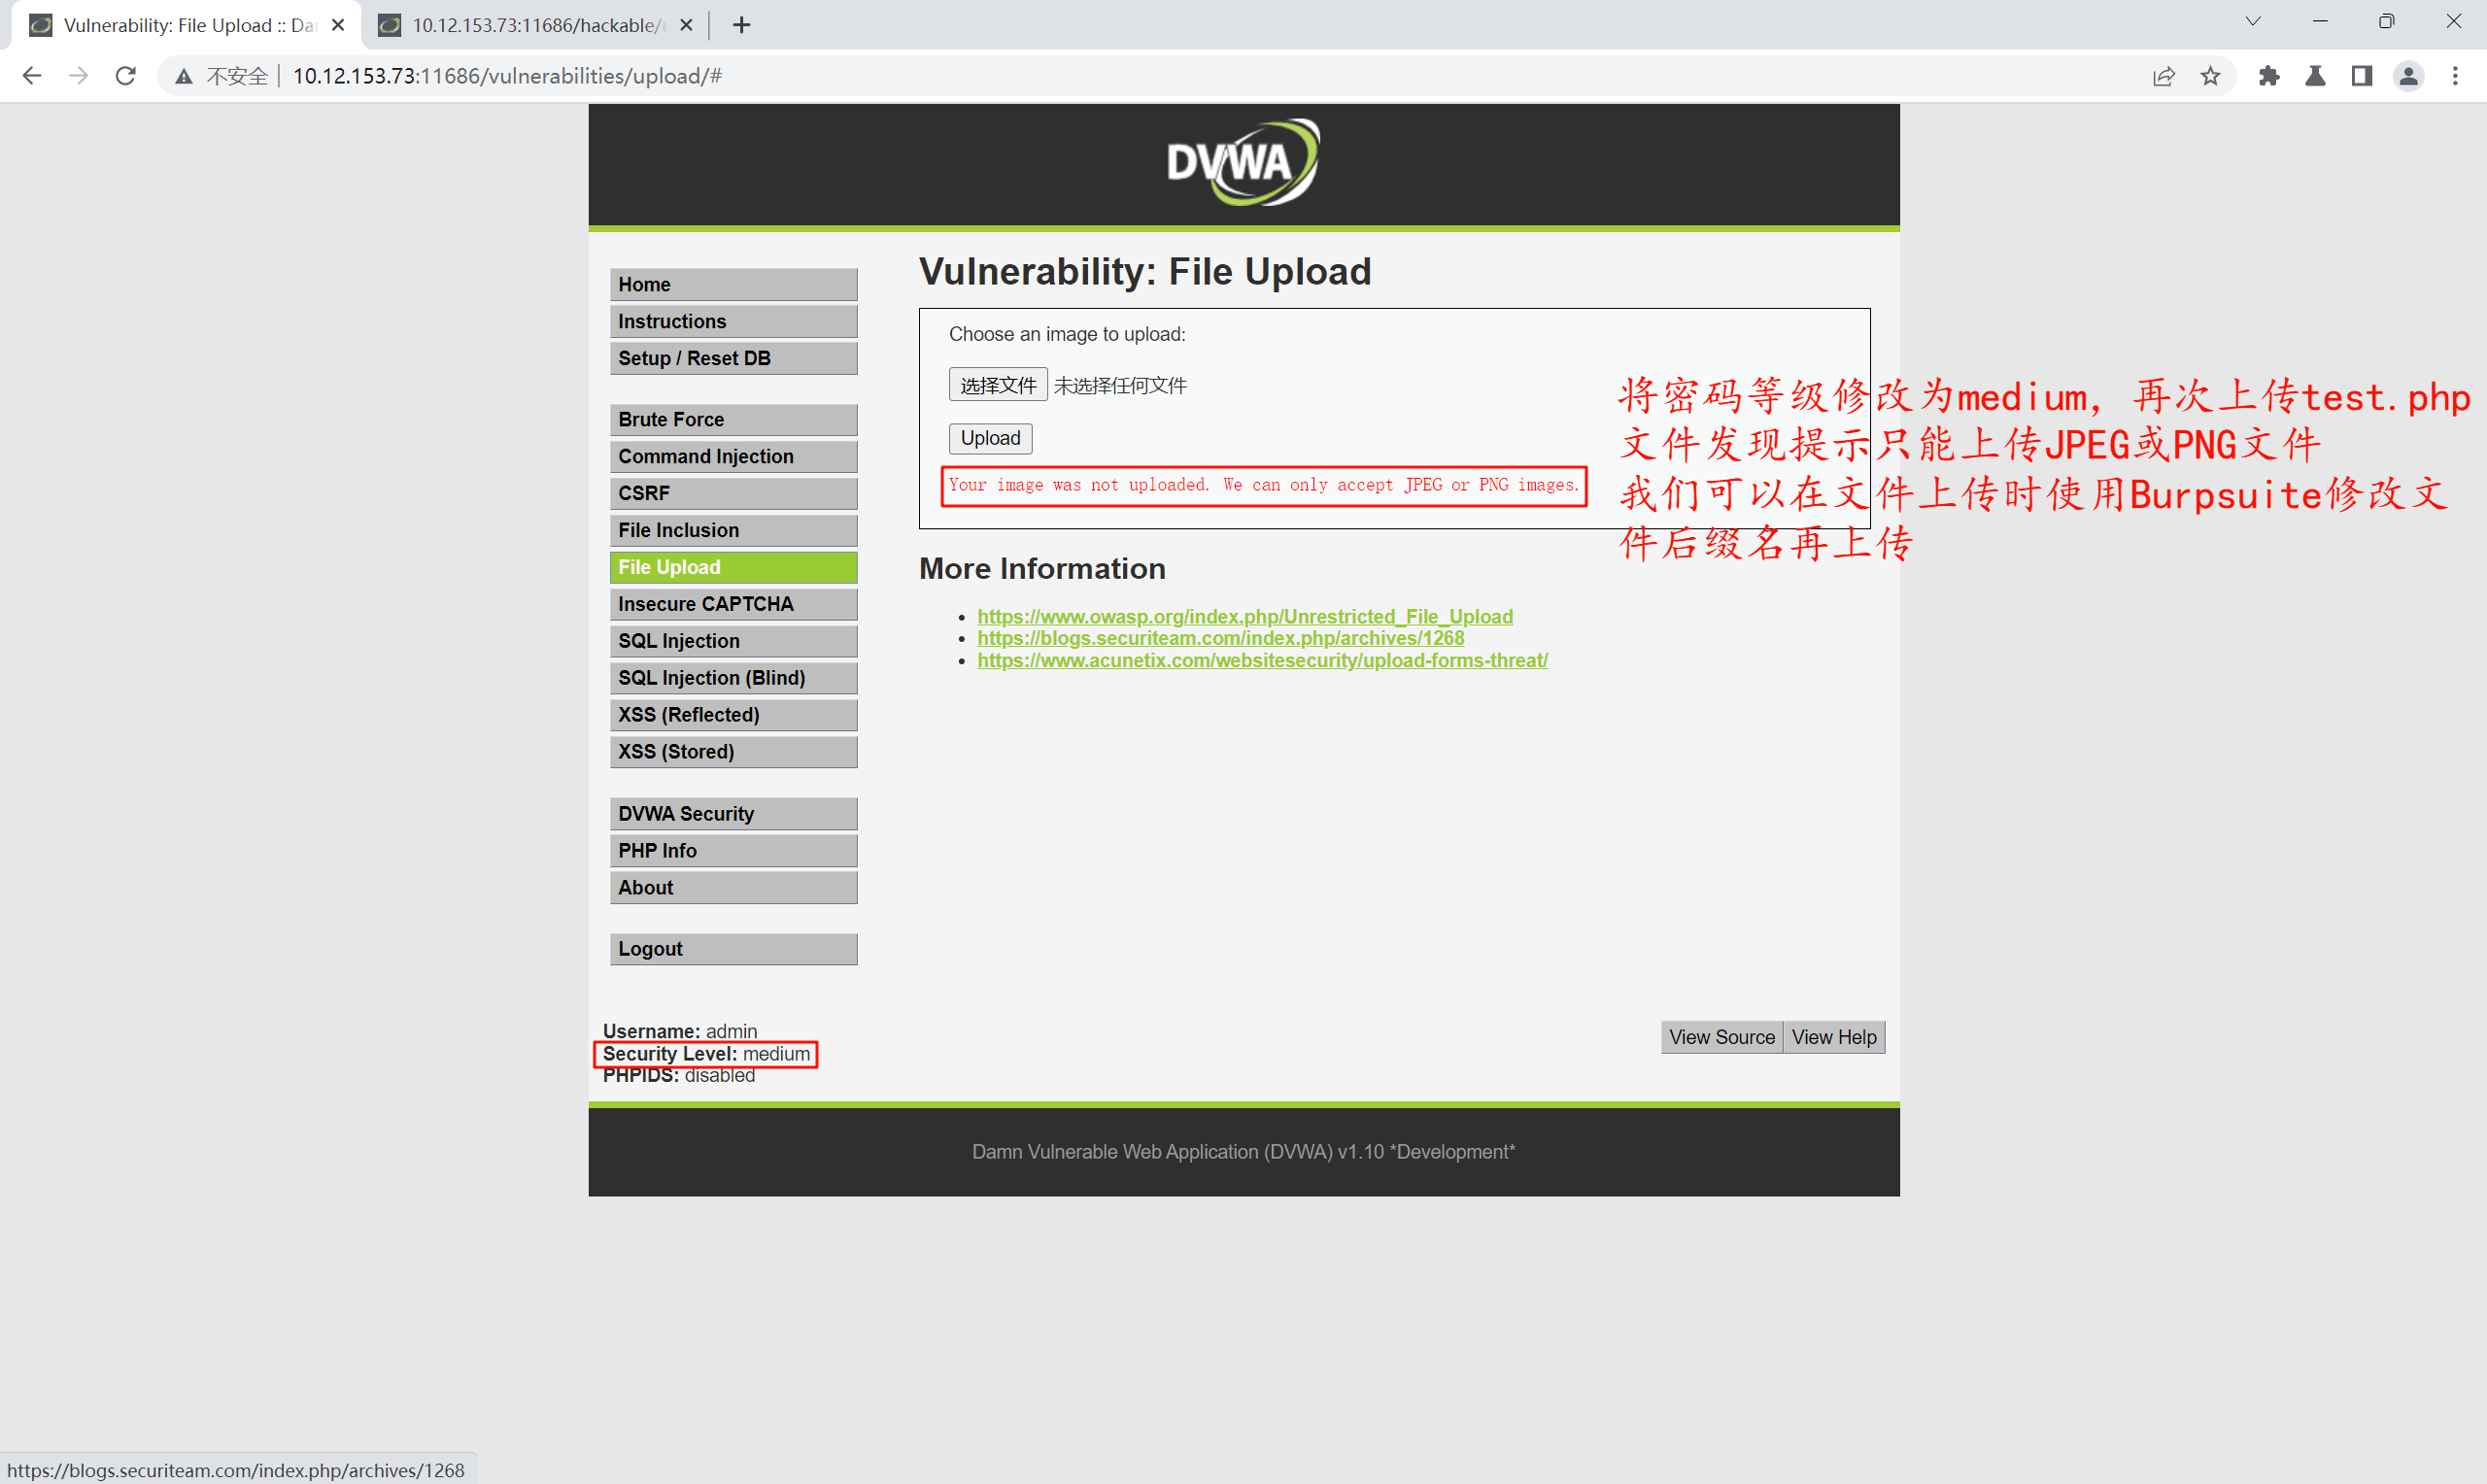 Vulnerability: File Upload :: Da
10.12.153.73:11686/hackable/u
不安全 10.12.153.73:11686/vulnerabilities/upload/#
DVWA
Home
Instructions
Setup / Reset DB
Brute Force
Command Injection
CSRF
File Inclusion
File Upload
Insecure CAPTCHA
SQL Injection
SQL Injection (Blind)
XSS (Reflected)
XSS (Stored)
DVWA Security
PHP Info
About
Logout
Vulnerability: File Upload
Choose an image to upload:
选择文件 未选择任何文件
Upload
Your image was not uploaded. We can only accept JPEG or PNG images.
将密码等级修改为medium，再次上传test.php
文件发现提示只能上传JPEG或PNG文件
我们可以在文件上传时使用Burpsuite修改文
件后缀名再上传
More Information
https://www.owasp.org/index.php/Unrestricted_File_Upload
https://blogs.securiteam.com/index.php/archives/1268
https://www.acunetix.com/websitesecurity/upload-forms-threat/
Username: admin
Security Level: medium
PHPIDS: disabled
View Source View Help
Damn Vulnerable Web Application (DVWA) v1.10 *Development*
https://blogs.securiteam.com/index.php/archives/1268